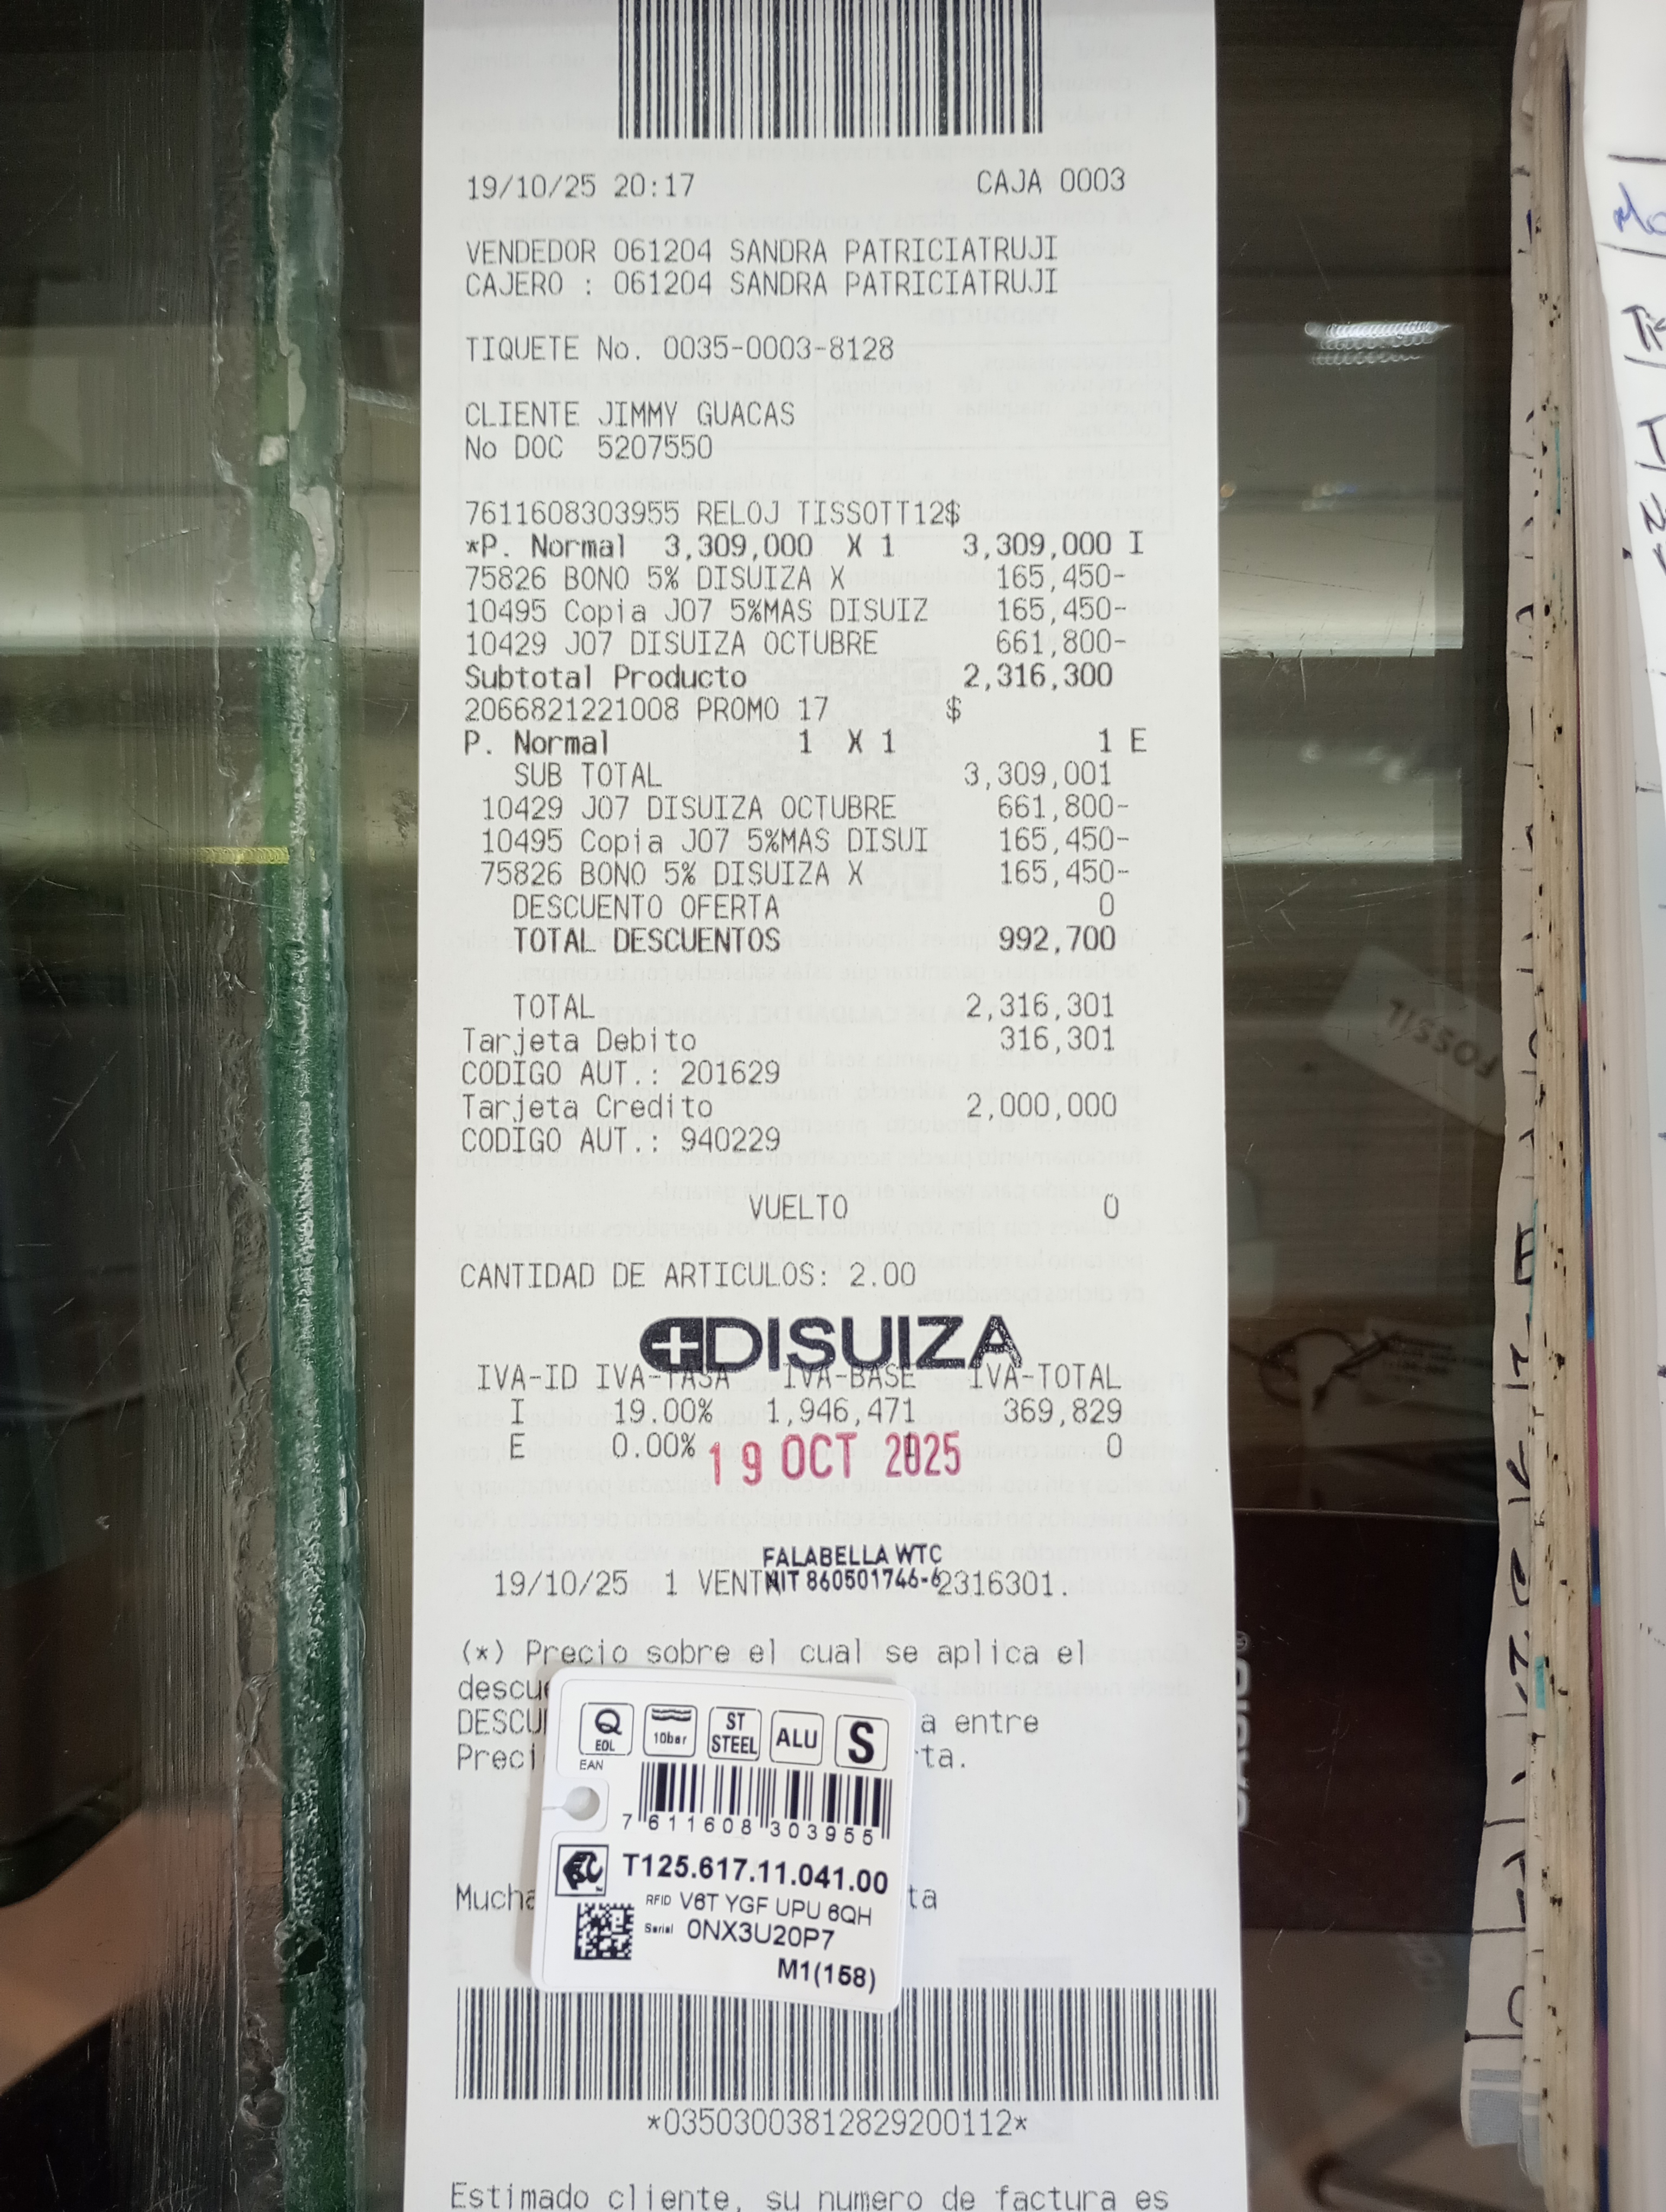 19/10/25 20:17 CAJA 0003
VENDEDOR 061204 SANDRA PATRICIATRUJI
CAJERO : 061204 SANDRA PATRICIATRUJI
TIQUETE No. 0035-0003-8128
CLIENTE JIMMY GUACAS
No DOC 5207550
7611608303955 RELOJ TISSOTT12$
*P. Normal 3,309,000 X 1 3,309,000 I
75826 BONO 5% DISUIZA X 165,450-
10495 Copia J07 5%MAS DISUIZ 165,450-
10429 J07 DISUIZA OCTUBRE 661,800-
Subtotal Producto 2,316,300
2066821221008 PROMO 17 $
P. Normal 1 X 1 1 E
SUB TOTAL 3,309,001
10429 J07 DISUIZA OCTUBRE 661,800-
10495 Copia J07 5%MAS DISUI 165,450-
75826 BONO 5% DISUIZA X 165,450-
DESCUENTO OFERTA 0
TOTAL DESCUENTOS 992,700
TOTAL 2,316,301
Tarjeta Debito 316,301
CODIGO AUT.: 201629
Tarjeta Credito 2,000,000
CODIGO AUT.: 940229
VUELTO 0
CANTIDAD DE ARTICULOS: 2.00
DISUIZA
IVA-ID IVA-TASA IVA-BASE IVA-TOTAL
I 19.00% 1,946,471 369,829
E 0.00% 1 0
19 OCT 2025
FALABELLA WTC
NIT 860501746-6
19/10/25 1 VENT 2316301.
(*) Precio sobre el cual se aplica el
descue
DESCU a entre
Preci ta.
Q EOL 10bar ST STEEL ALU S
EAN
7 611608 303955
T125.617.11.041.00
RFID V6T YGF UPU 6QH
Serial 0NX3U20P7
M1(158)
Mucha ta
*03503003812829200112*
Estimado cliente, su numero de factura es
FOSSIL